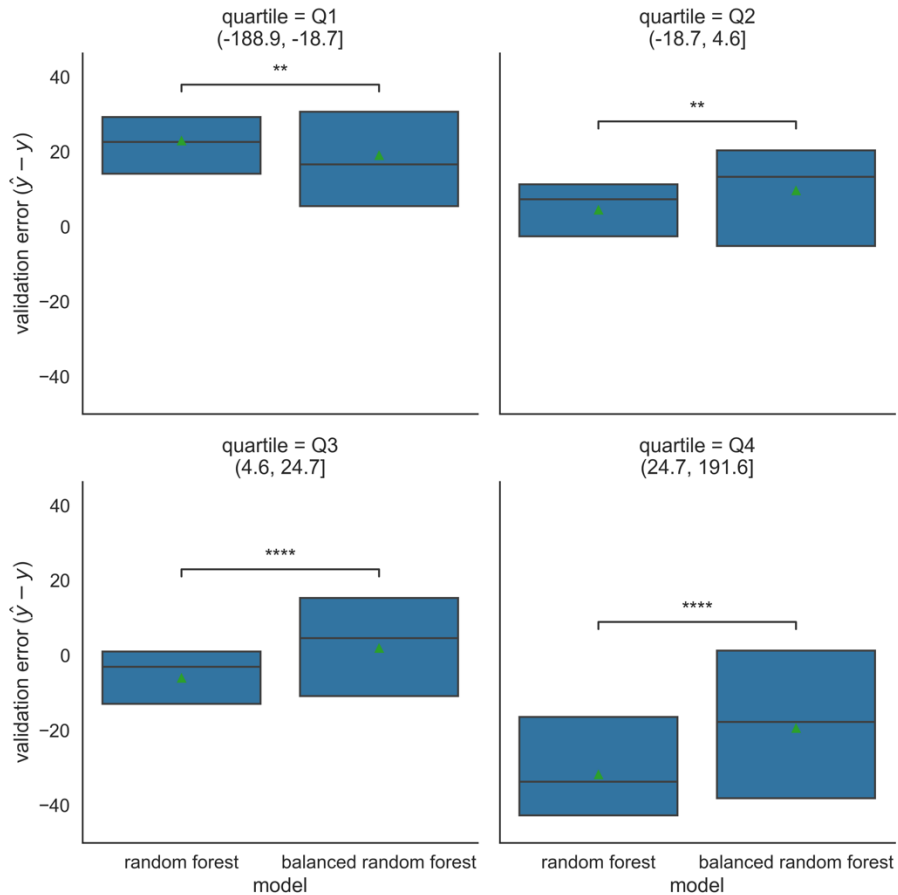 quartile = Q1
(-188.9, -18.7]
quartile = Q2
(-18.7, 4.6]
validation error (ŷ − y)
40
20
0
−20
−40
**
**
quartile = Q3
(4.6, 24.7]
quartile = Q4
(24.7, 191.6]
validation error (ŷ − y)
40
20
0
−20
−40
****
****
random forest
balanced random forest
model
random forest
balanced random forest
model